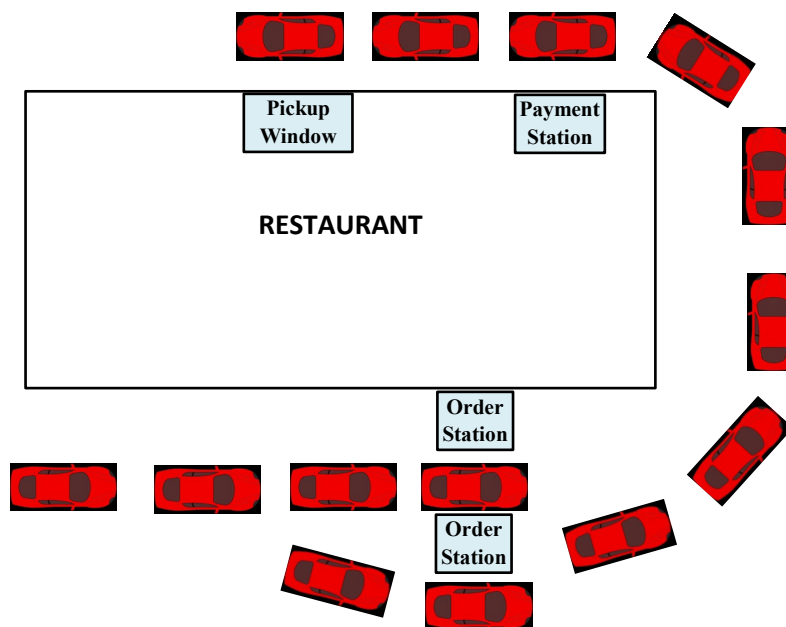 Pickup
Window
Payment
Station
RESTAURANT
Order
Station
Order
Station